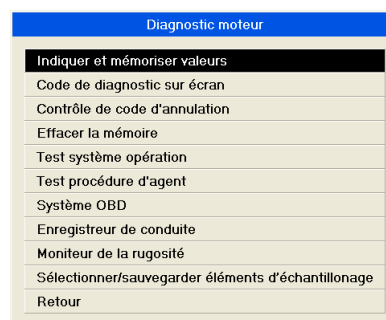 Diagnostic moteur
Indiquer et mémoriser valeurs
Code de diagnostic sur écran
Contrôle de code d'annulation
Effacer la mémoire
Test système opération
Test procédure d'agent
Système OBD
Enregistreur de conduite
Moniteur de la rugosité
Sélectionner/sauvegarder éléments d'échantillonage
Retour